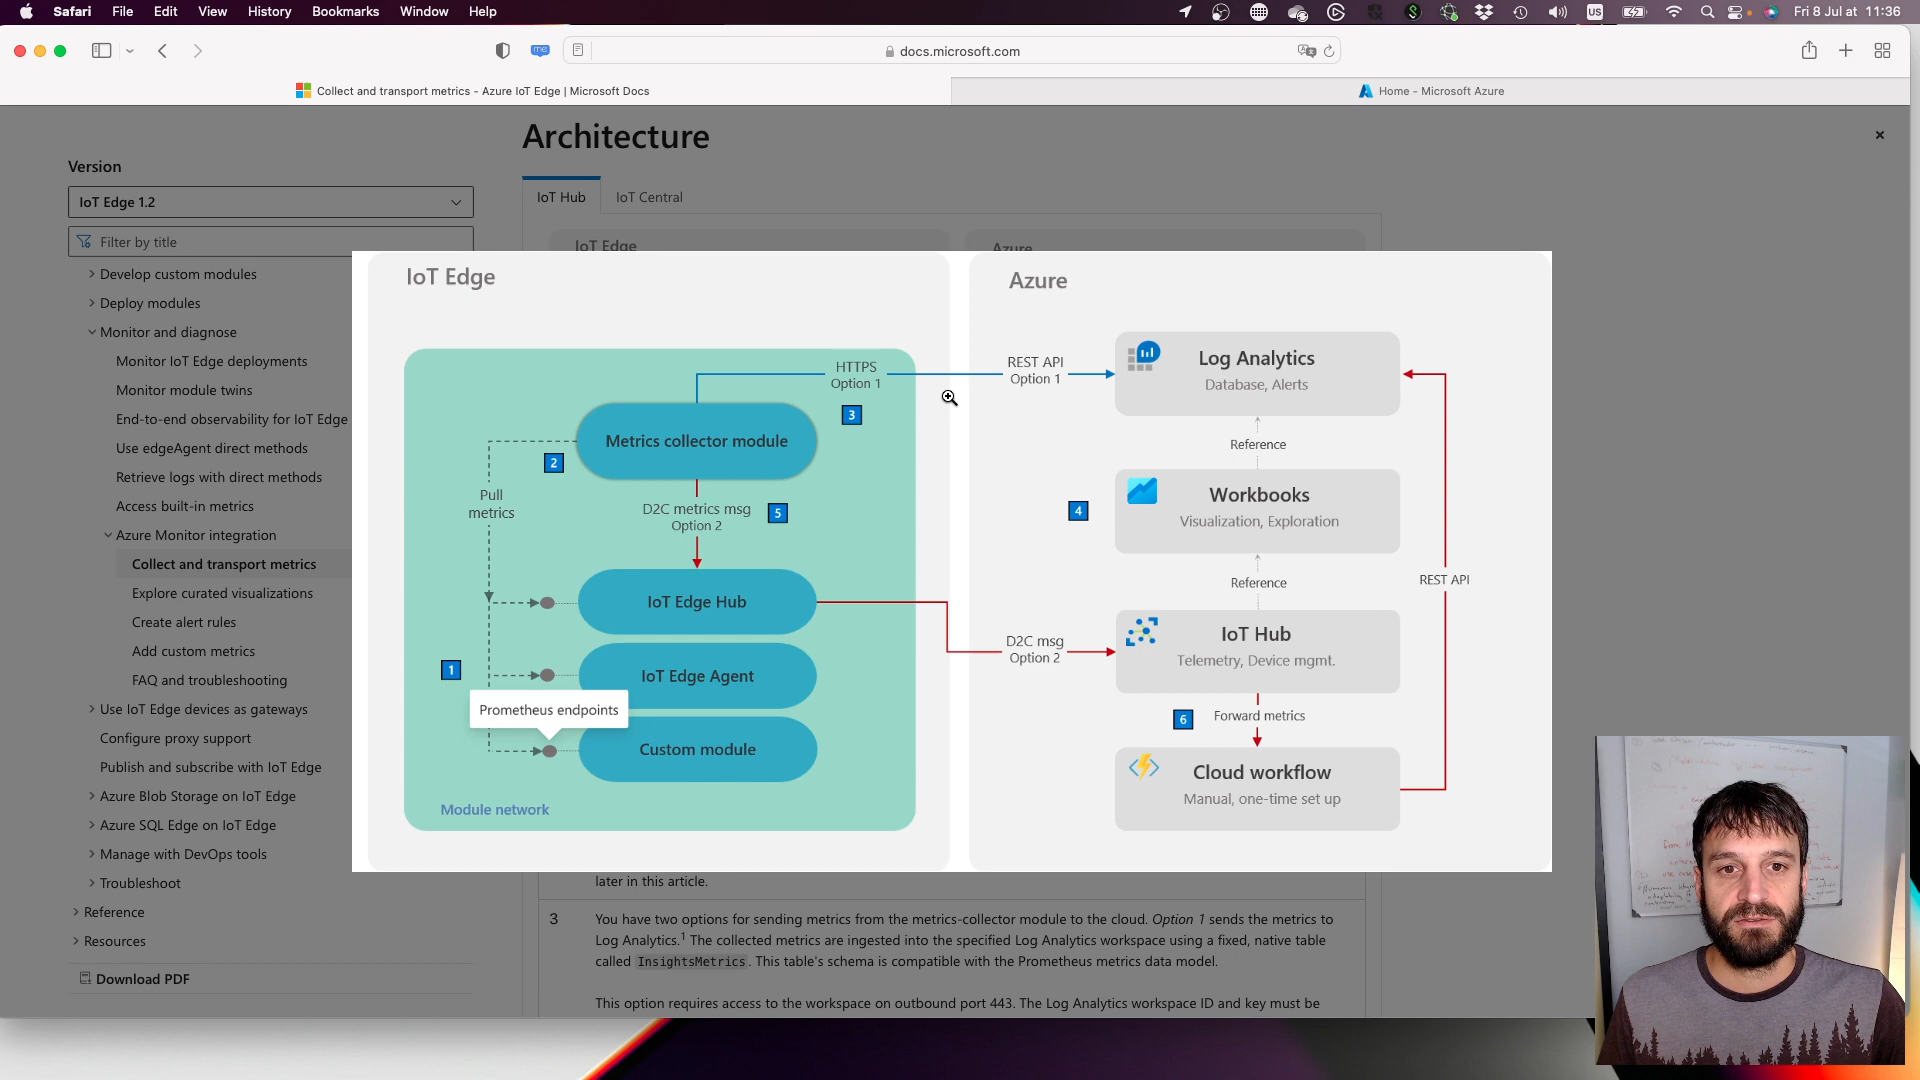 Safari File Edit View History Bookmarks Window Help
US
Fri 8 Jul at 11:36
me
docs.microsoft.com
Collect and transport metrics - Azure IoT Edge | Microsoft Docs
Home - Microsoft Azure
Architecture
Version
IoT Edge 1.2
Filter by title
Develop custom modules
Deploy modules
Monitor and diagnose
Monitor IoT Edge deployments
Monitor module twins
End-to-end observability for IoT Edge
Use edgeAgent direct methods
Retrieve logs with direct methods
Access built-in metrics
Azure Monitor integration
Collect and transport metrics
Explore curated visualizations
Create alert rules
Add custom metrics
FAQ and troubleshooting
Use IoT Edge devices as gateways
Configure proxy support
Publish and subscribe with IoT Edge
Azure Blob Storage on IoT Edge
Azure SQL Edge on IoT Edge
Manage with DevOps tools
Troubleshoot
Reference
Resources
Download PDF
IoT Hub
IoT Central
IoT Edge
Azure
IoT Edge
HTTPS
Option 1
3
Metrics collector module
2
Pull
metrics
D2C metrics msg
Option 2
5
IoT Edge Hub
1
IoT Edge Agent
Prometheus endpoints
Custom module
Module network
Azure
REST API
Option 1
Log Analytics
Database, Alerts
Reference
4
Workbooks
Visualization, Exploration
Reference
REST API
D2C msg
Option 2
IoT Hub
Telemetry, Device mgmt.
6
Forward metrics
Cloud workflow
Manual, one-time set up
later in this article.
3
You have two options for sending metrics from the metrics-collector module to the cloud. Option 1 sends the metrics to
Log Analytics.1 The collected metrics are ingested into the specified Log Analytics workspace using a fixed, native table
called InsightsMetrics. This table's schema is compatible with the Prometheus metrics data model.
This option requires access to the workspace on outbound port 443. The Log Analytics workspace ID and key must be